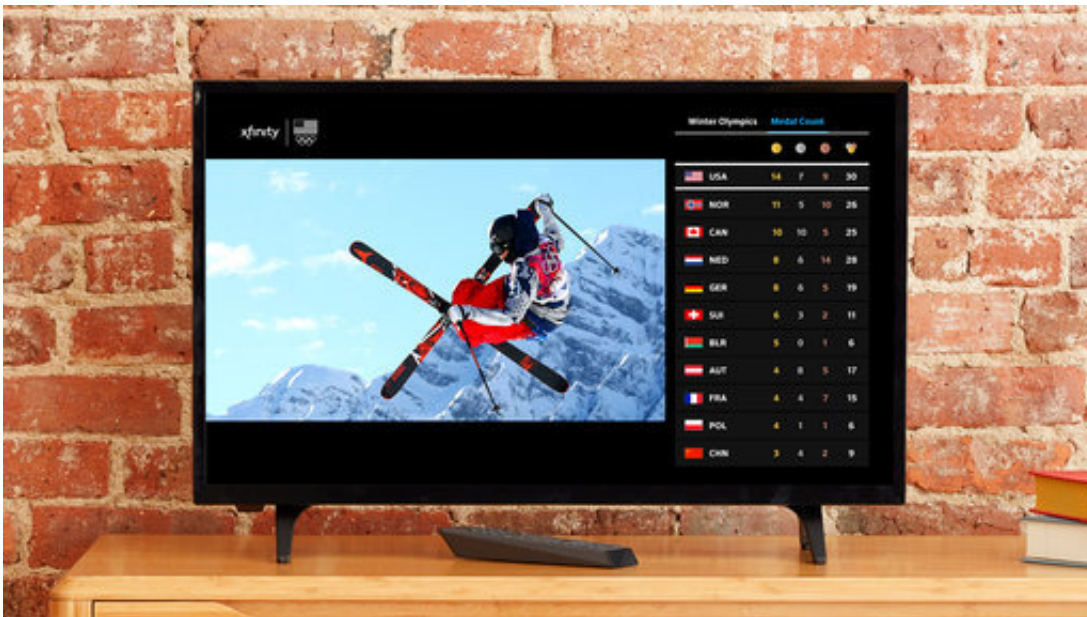 xfinity
Winter Olympics Medal Count
USA 14 7 9 30
NOR 11 5 10 26
CAN 10 10 5 25
NED 8 6 14 28
GER 8 6 5 19
SUI 6 3 2 11
BLR 5 0 1 6
AUT 4 8 5 17
FRA 4 4 7 15
POL 4 1 1 6
CHN 3 4 2 9